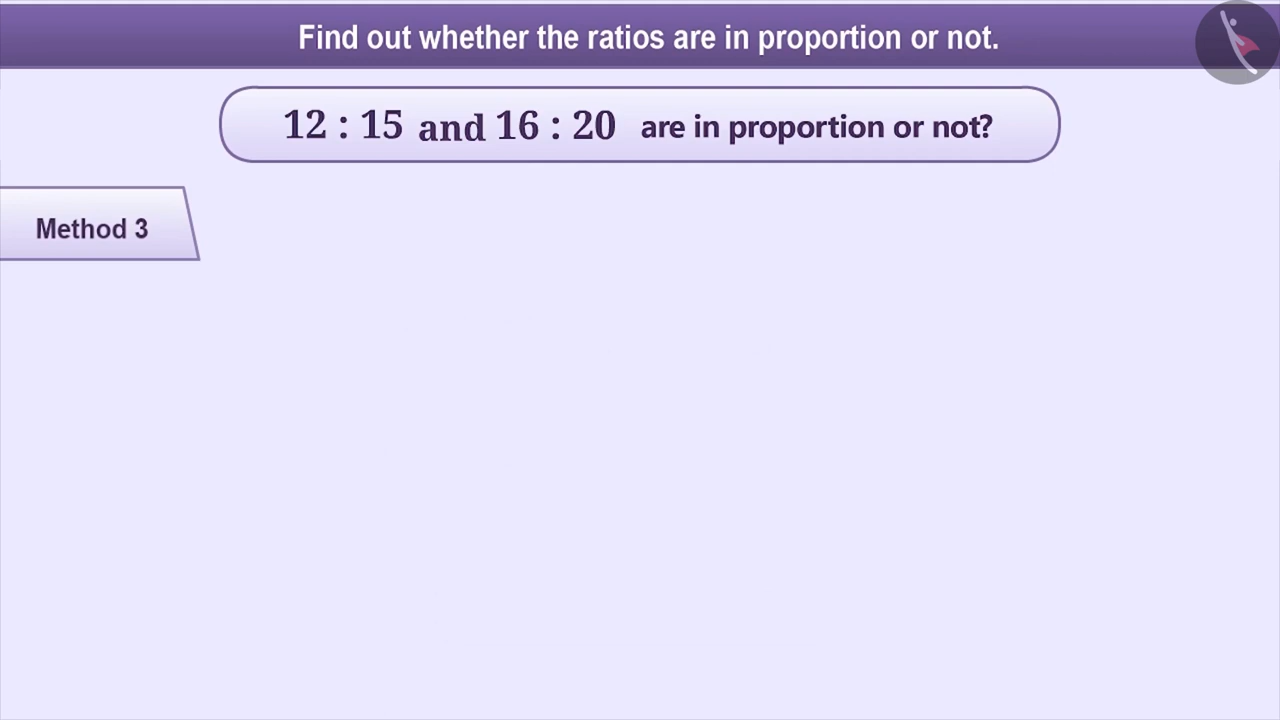 Find out whether the ratios are in proportion or not.
12 : 15 and 16 : 20 are in proportion or not?
Method 3